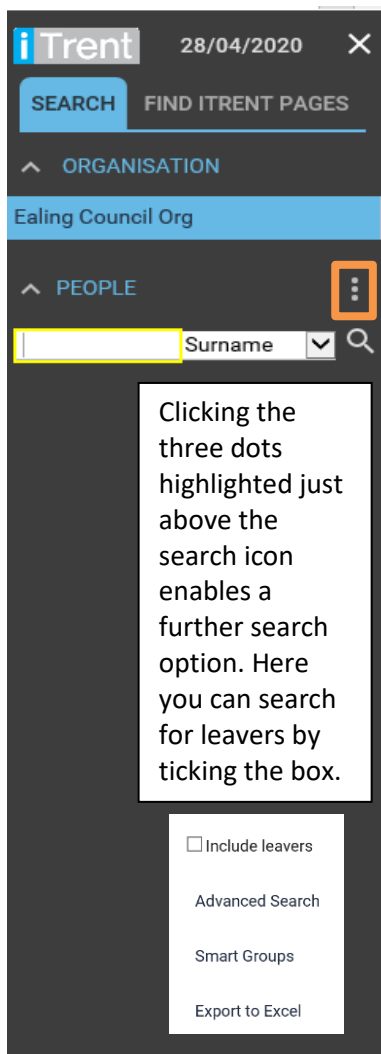 iTrent 28/04/2020
SEARCH FIND ITRENT PAGES
ORGANISATION
Ealing Council Org
PEOPLE
Surname
Clicking the
three dots
highlighted just
above the
search icon
enables a
further search
option. Here
you can search
for leavers by
ticking the box.
Include leavers
Advanced Search
Smart Groups
Export to Excel